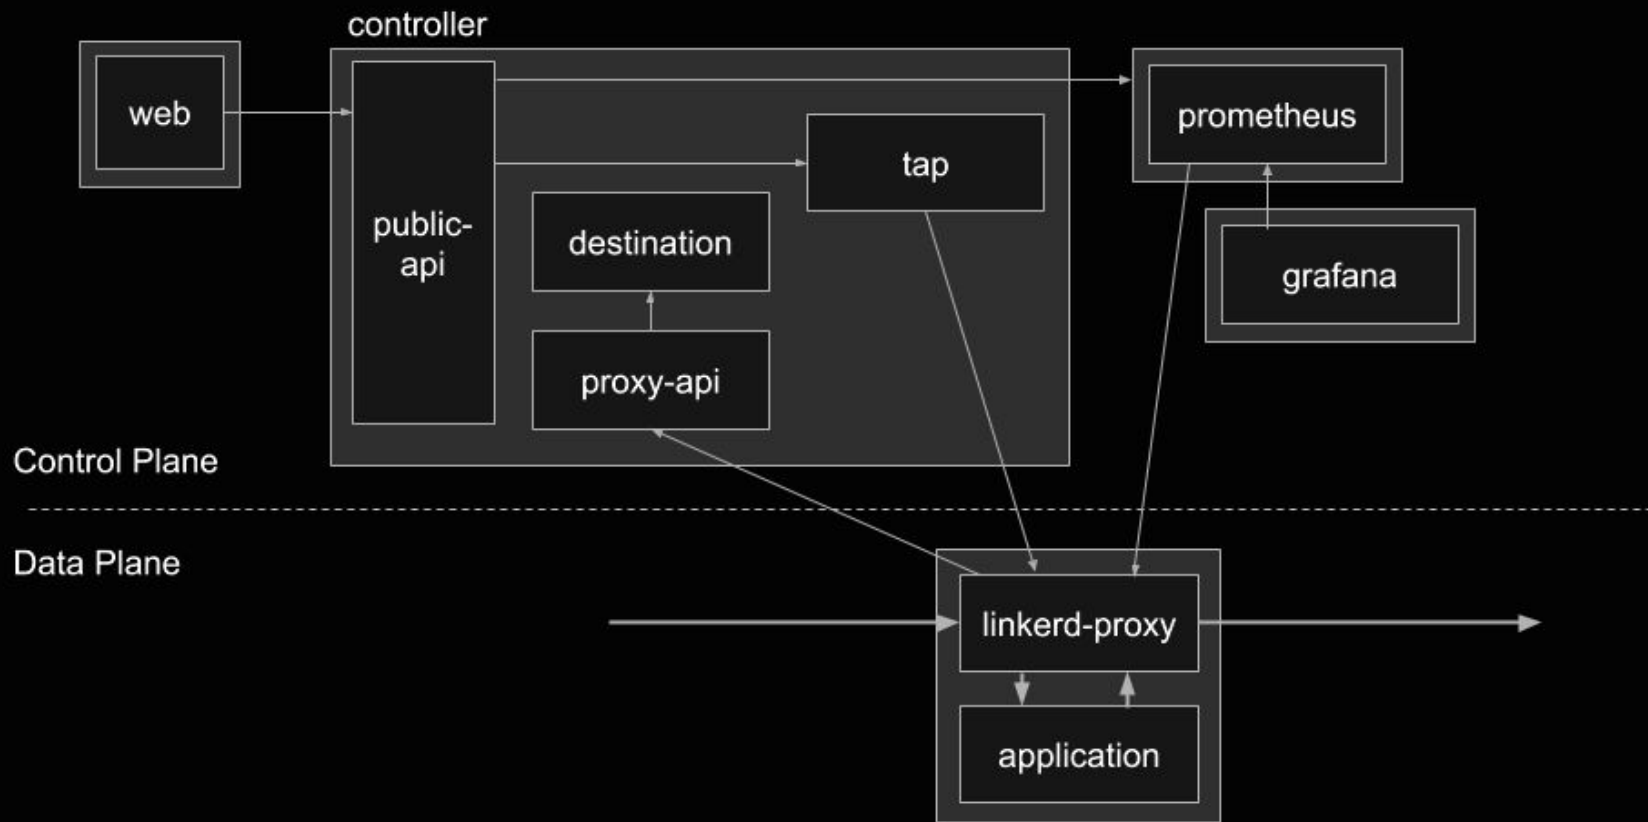 controller
web
prometheus
tap
public-
api
destination
grafana
proxy-api
Control Plane
Data Plane
linkerd-proxy
application